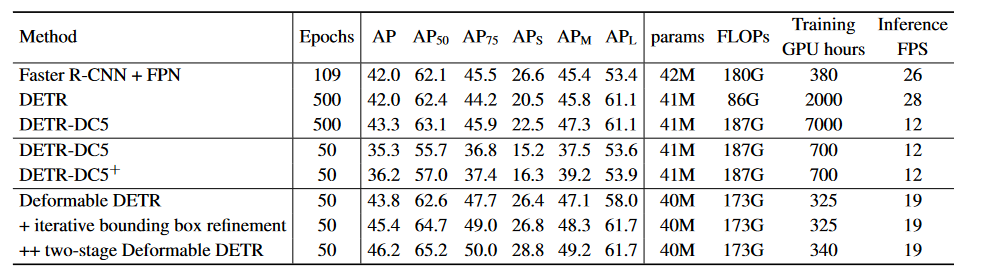 Method Epochs AP AP50 AP75 APS APM APL params FLOPs Training GPU hours Inference FPS
Faster R-CNN + FPN 109 42.0 62.1 45.5 26.6 45.4 53.4 42M 180G 380 26
DETR 500 42.0 62.4 44.2 20.5 45.8 61.1 41M 86G 2000 28
DETR-DC5 500 43.3 63.1 45.9 22.5 47.3 61.1 41M 187G 7000 12
DETR-DC5 50 35.3 55.7 36.8 15.2 37.5 53.6 41M 187G 700 12
DETR-DC5+ 50 36.2 57.0 37.4 16.3 39.2 53.9 41M 187G 700 12
Deformable DETR 50 43.8 62.6 47.7 26.4 47.1 58.0 40M 173G 325 19
+ iterative bounding box refinement 50 45.4 64.7 49.0 26.8 48.3 61.7 40M 173G 325 19
++ two-stage Deformable DETR 50 46.2 65.2 50.0 28.8 49.2 61.7 40M 173G 340 19